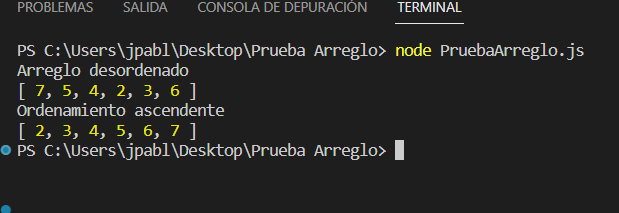 PROBLEMAS SALIDA CONSOLA DE DEPURACIÓN TERMINAL
PS C:\Users\jpabl\Desktop\Prueba Arreglo> node PruebaArreglo.js
Arreglo desordenado
[ 7, 5, 4, 2, 3, 6 ]
Ordenamiento ascendente
[ 2, 3, 4, 5, 6, 7 ]
PS C:\Users\jpabl\Desktop\Prueba Arreglo>